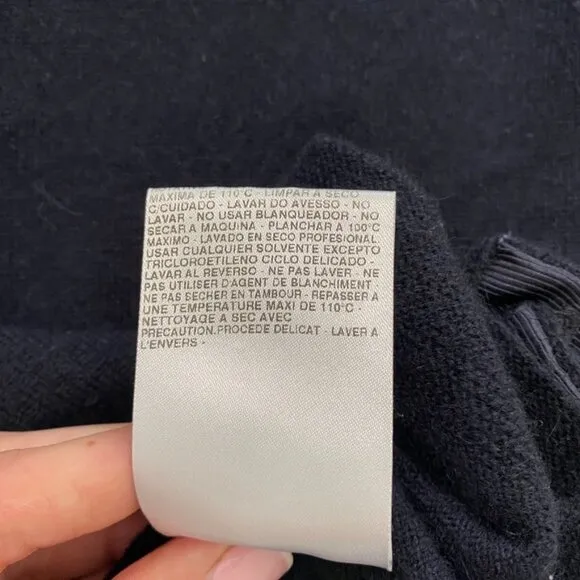 MAXIMA DE 110°C - LIMPAR A SECO
C/CUIDADO - LAVAR DO AVESSO - NO
LAVAR - NO USAR BLANQUEADOR - NO
SECAR A MAQUINA - PLANCHAR A 100°C
MAXIMO - LAVADO EN SECO PROFESIONAL.
USAR CUALQUIER SOLVENTE EXCEPTO
TRICLOROETILENO CICLO DELICADO -
LAVAR AL REVERSO - NE PAS LAVER - NE
PAS UTILISER D'AGENT DE BLANCHIMENT
NE PAS SECHER EN TAMBOUR - REPASSER A
UNE TEMPERATURE MAXI DE 110°C -
NETTOYAGE A SEC AVEC
PRECAUTION.PROCEDE DELICAT - LAVER A
L'ENVERS -